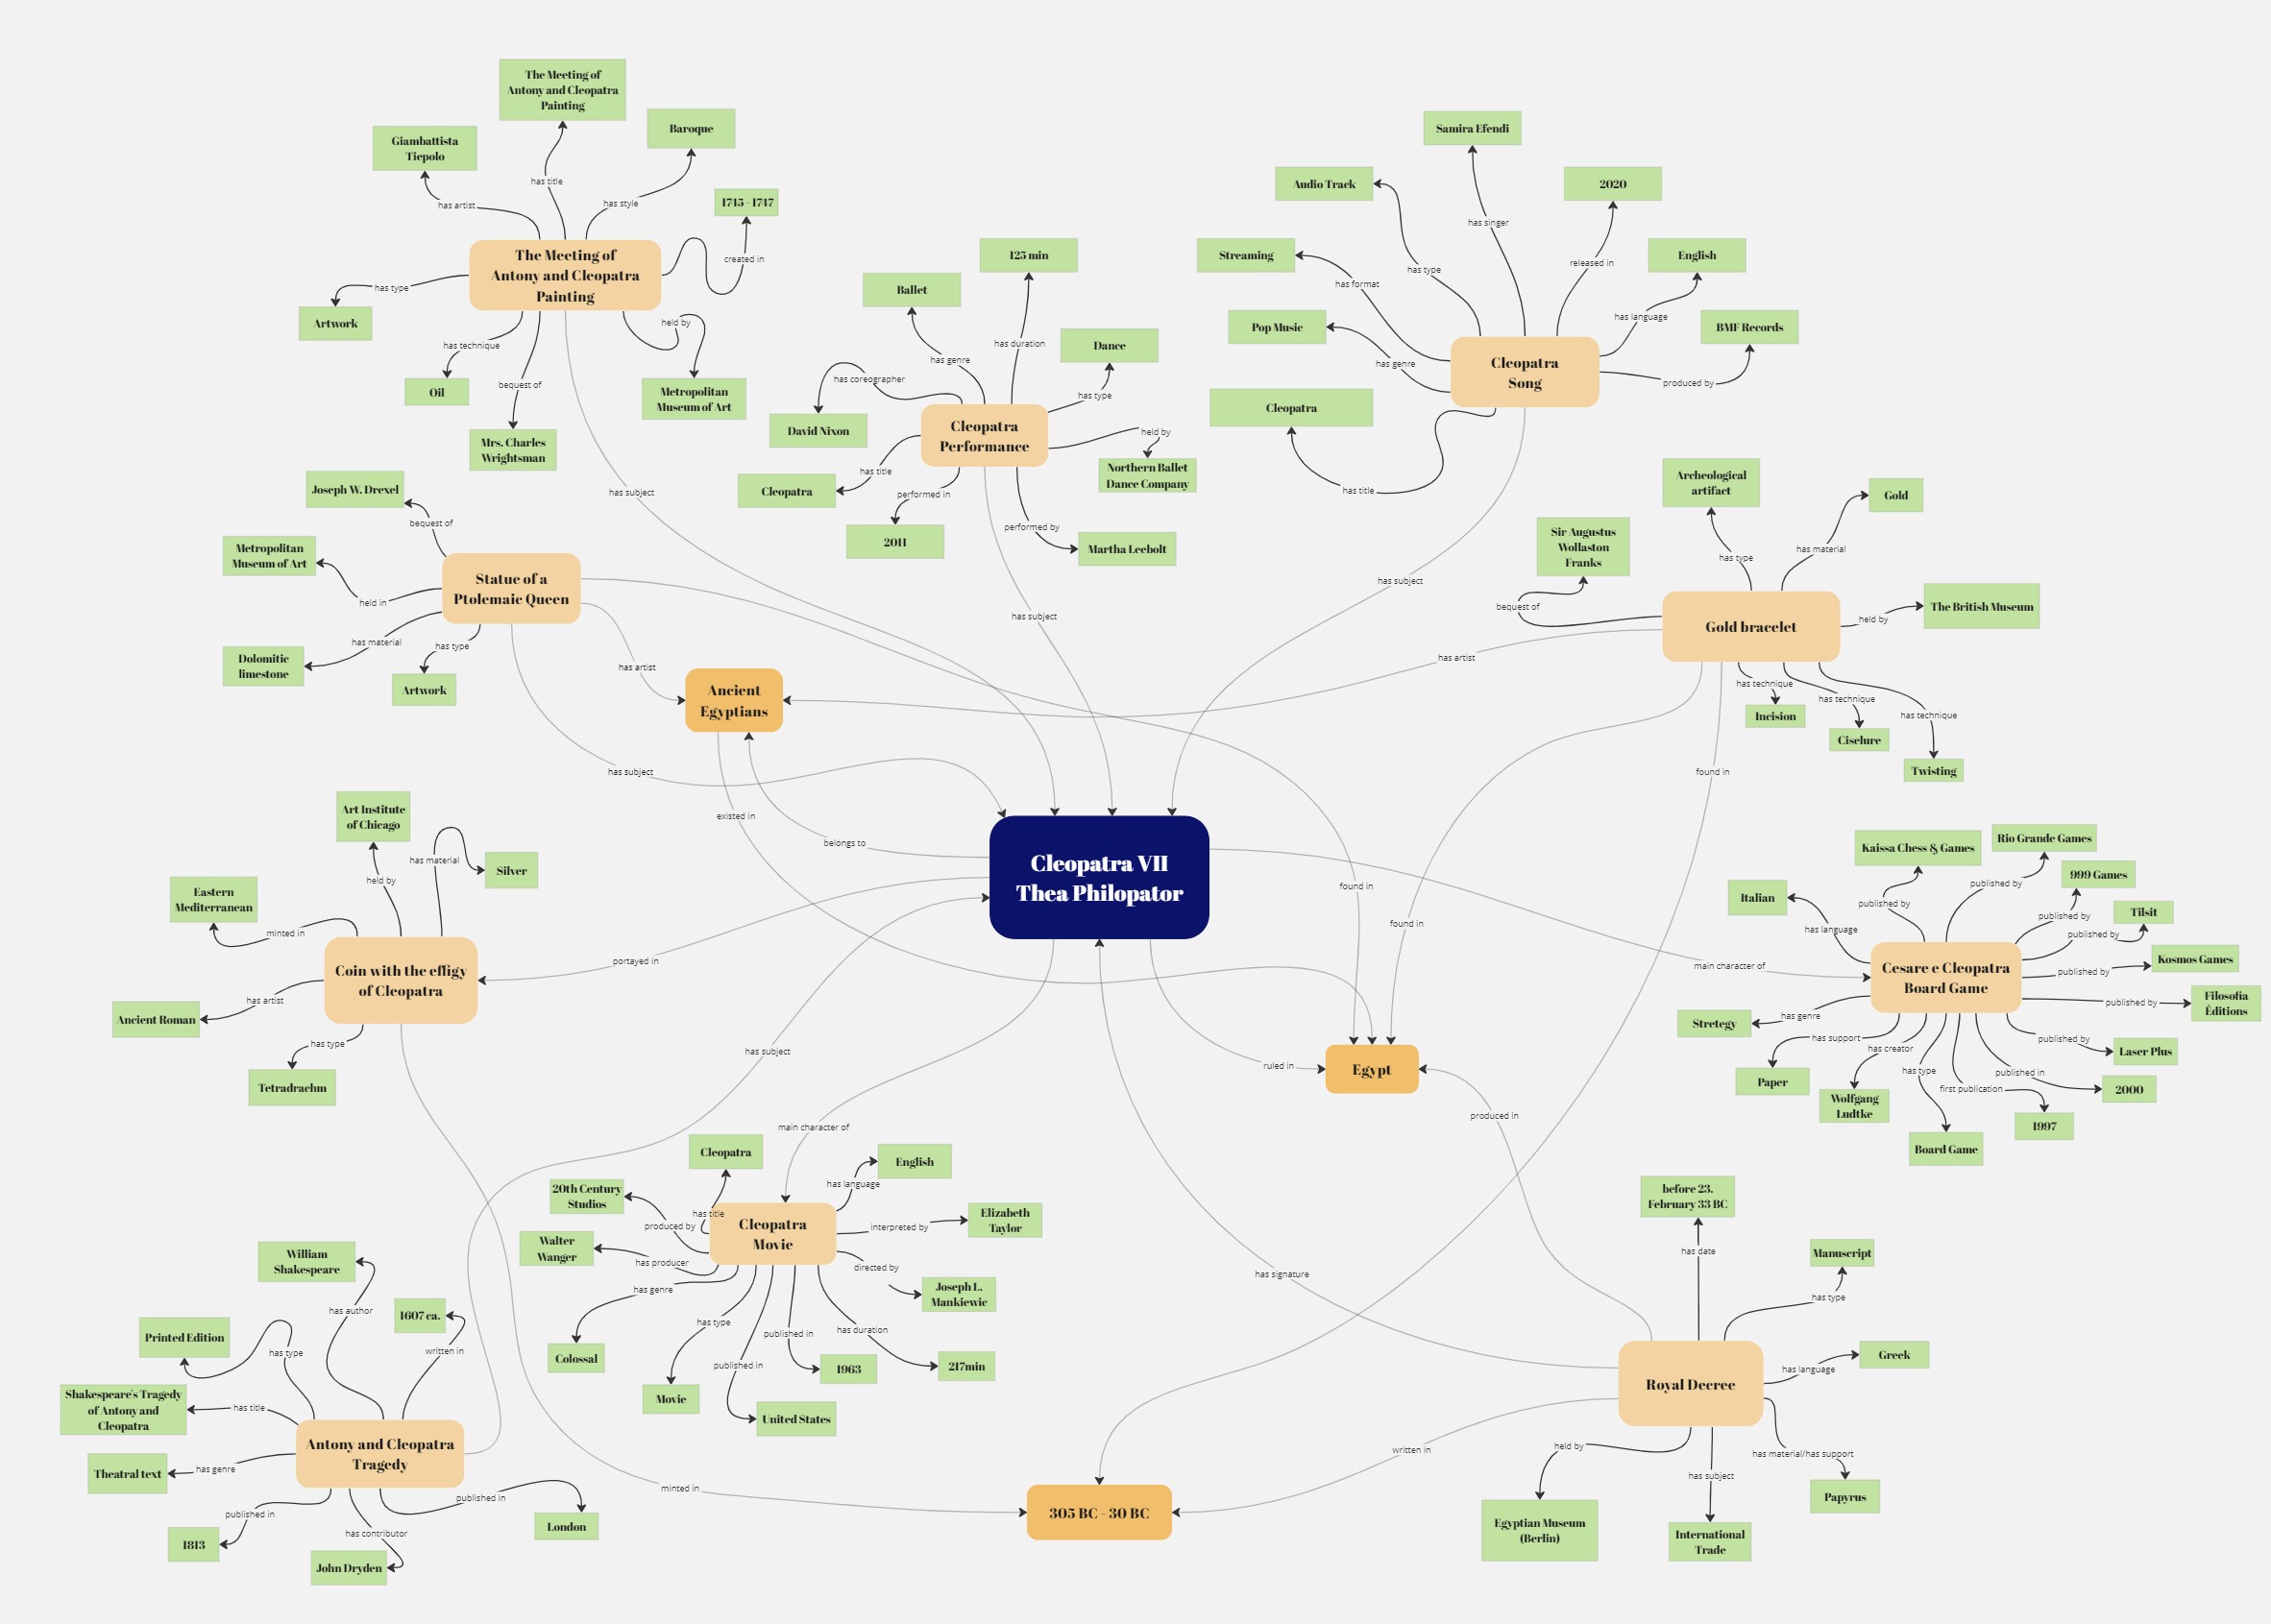 The Meeting of
Antony and Cleopatra
Painting
Giambattista
Tiepolo
Baroque
1745 - 1747
has title
has artist
has style
created in
The Meeting of
Antony and Cleopatra
Painting
has type
Artwork
has technique
Oil
bequest of
Mrs. Charles
Wrightsman
held by
Metropolitan
Museum of Art
has subject
125 min
Ballet
Dance
has duration
has genre
has type
has coreographer
David Nixon
Cleopatra
Performance
held by
Northern Ballet
Dance Company
has title
Cleopatra
performed in
2011
performed by
Martha Leebolt
has subject
Samira Efendi
Audio Track
2020
Streaming
English
has singer
has type
released in
has format
has language
Pop Music
BMF Records
has genre
Cleopatra
Song
produced by
Cleopatra
has title
has subject
Joseph W. Drexel
bequest of
Metropolitan
Museum of Art
Statue of a
Ptolemaic Queen
held in
has material
has type
Dolomitic
limestone
Artwork
has artist
has subject
Archeological
artifact
Gold
Sir Augustus
Wollaston
Franks
has type
has material
The British Museum
bequest of
Gold bracelet
held by
has artist
has technique
has technique
has technique
Incision
Ciselure
Twisting
found in
Ancient
Egyptians
existed in
belongs to
Cleopatra VII
Thea Philopator
found in
found in
portayed in
main character of
has subject
main character of
ruled in
Egypt
produced in
has signature
Art Institute
of Chicago
has material
Silver
held by
Eastern
Mediterranean
minted in
Coin with the effigy
of Cleopatra
has artist
Ancient Roman
has type
Tetradrachm
Rio Grande Games
Kaissa Chess & Games
999 Games
published by
Italian
published by
published by
Tilsit
has language
published by
Kosmos Games
Cesare e Cleopatra
Board Game
published by
published by
Filosofia
Éditions
Stretegy
has genre
has support
has creator
published by
Laser Plus
Paper
has type
published in
first publication
2000
Wolfgang
Ludtke
1997
Board Game
Cleopatra
English
20th Century
Studios
has language
has title
Elizabeth
Taylor
produced by
Cleopatra
Movie
interpreted by
Walter
Wanger
has producer
directed by
has genre
Joseph L.
Mankiewic
has type
published in
has duration
Colossal
published in
1963
217min
Movie
United States
before 23.
February 33 BC
has date
Manuscript
has type
Greek
has language
Royal Decree
held by
has material/has support
has subject
Papyrus
Egyptian Museum
(Berlin)
International
Trade
written in
William
Shakespeare
1607 ca.
has author
Printed Edition
has type
written in
Shakespeare's Tragedy
of Antony and
Cleopatra
has title
Antony and Cleopatra
Tragedy
Theatral text
has genre
published in
published in
has contributor
London
1813
John Dryden
minted in
305 BC - 30 BC